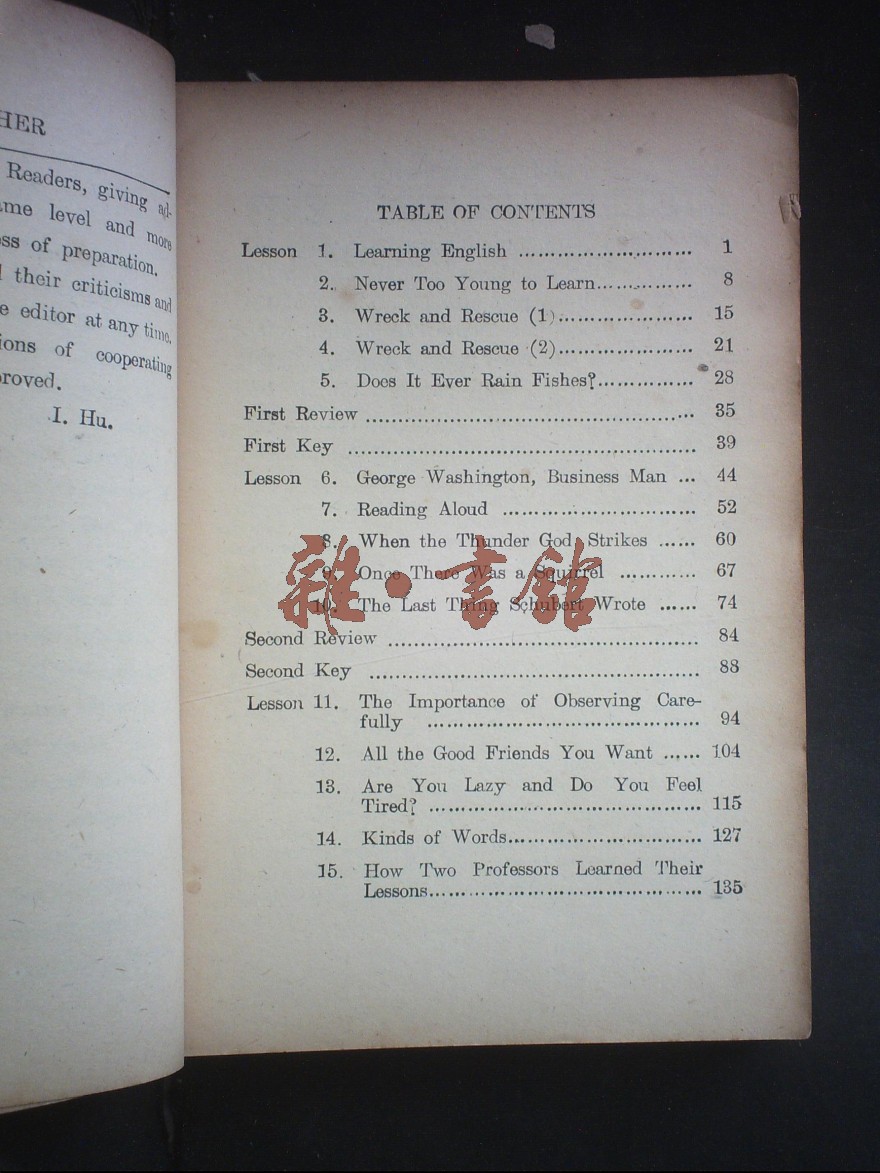 HER
Readers, giving ad-
me level and more
ss of preparation.
their criticisms and
e editor at any time.
ions of cooperating
roved.
I. Hu.
TABLE OF CONTENTS
Lesson 1. Learning English .............................. 1
2. Never Too Young to Learn............... 8
3. Wreck and Rescue (1)..................... 15
4. Wreck and Rescue (2)..................... 21
5. Does It Ever Rain Fishes?............... 28
First Review .................................................... 35
First Key ........................................................ 39
Lesson 6. George Washington, Business Man ... 44
7. Reading Aloud .............................. 52
8. When the Thunder God Strikes ...... 60
9. Once There Was a Squirrel ............ 67
10. The Last Thing Schubert Wrote ...... 74
Second Review ................................................ 84
Second Key .................................................... 88
Lesson 11. The Importance of Observing Care-
fully .......................................... 94
12. All the Good Friends You Want ...... 104
13. Are You Lazy and Do You Feel
Tired? .......................................... 115
14. Kinds of Words.............................. 127
15. How Two Professors Learned Their
Lessons.......................................... 135
雜·書館